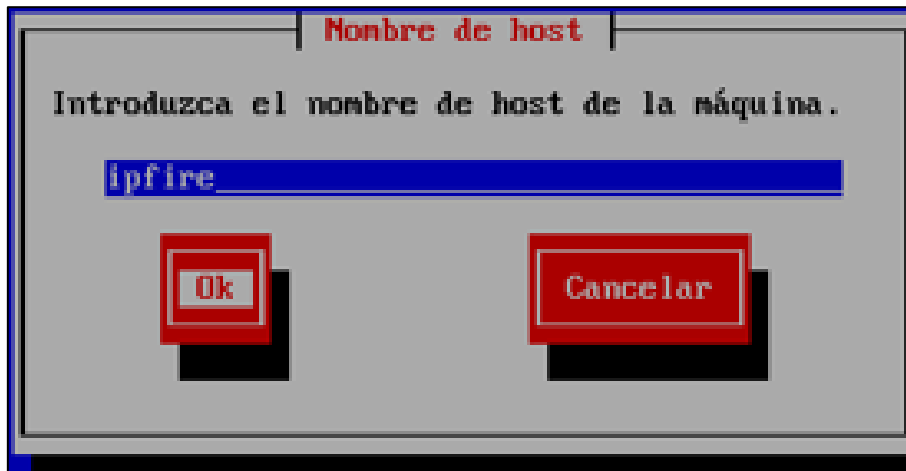 Nombre de host
Introduzca el nombre de host de la máquina.
ipfire
Ok
Cancelar